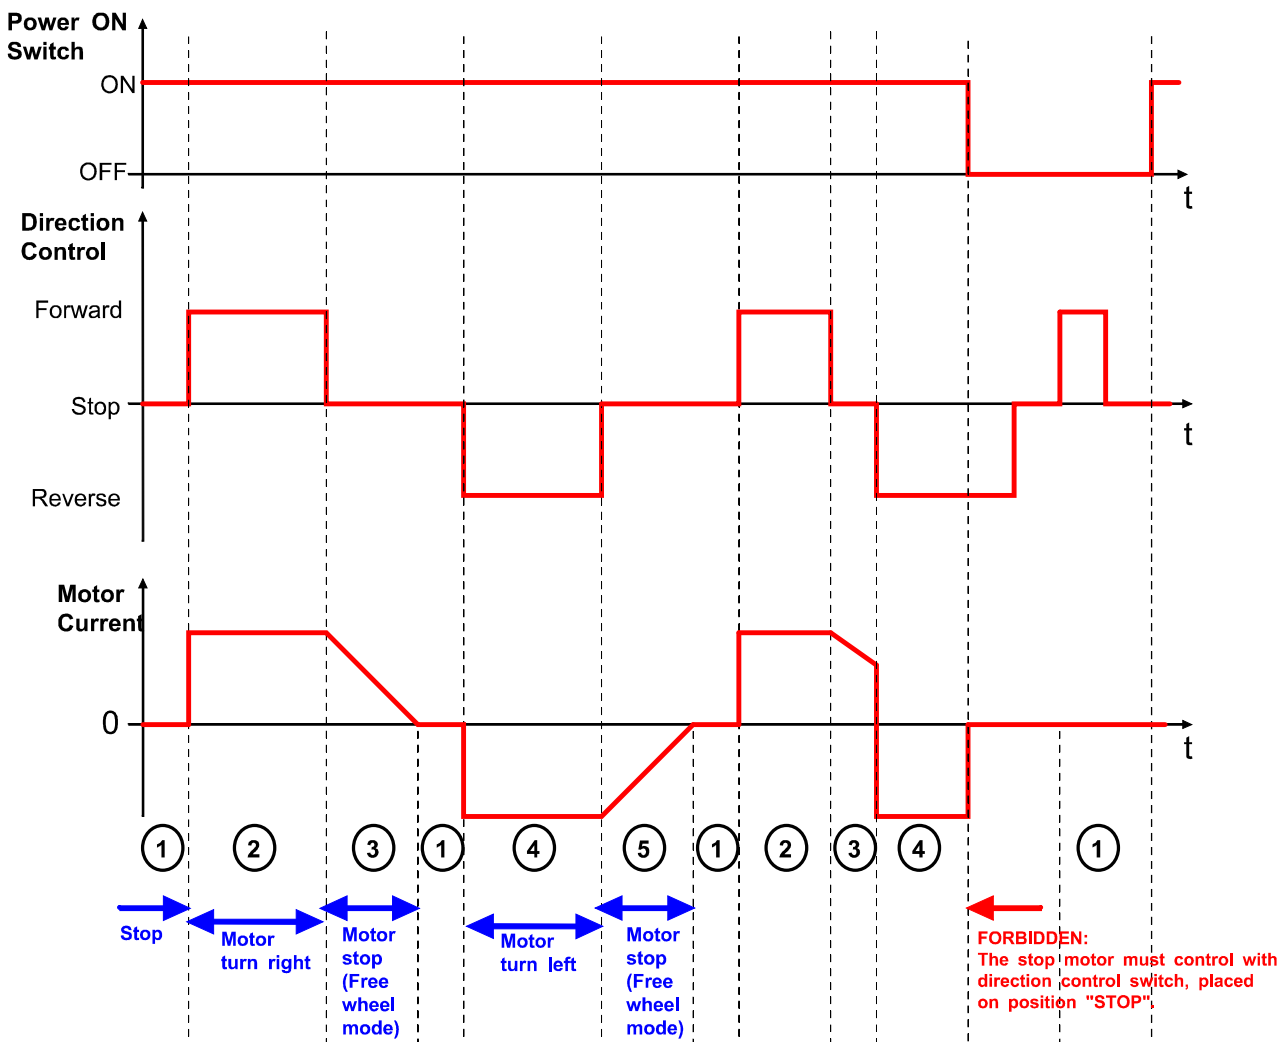 Power ON
Switch
ON
OFF
t
Direction
Control
Forward
Stop
Reverse
t
Motor
Current
0
t
1 2 3 1 4 5 1 2 3 4 1
Stop
Motor
turn right
Motor
stop
(Free
wheel
mode)
Motor
turn left
Motor
stop
(Free
wheel
mode)
FORBIDDEN:
The stop motor must control with
direction control switch, placed
on position "STOP".